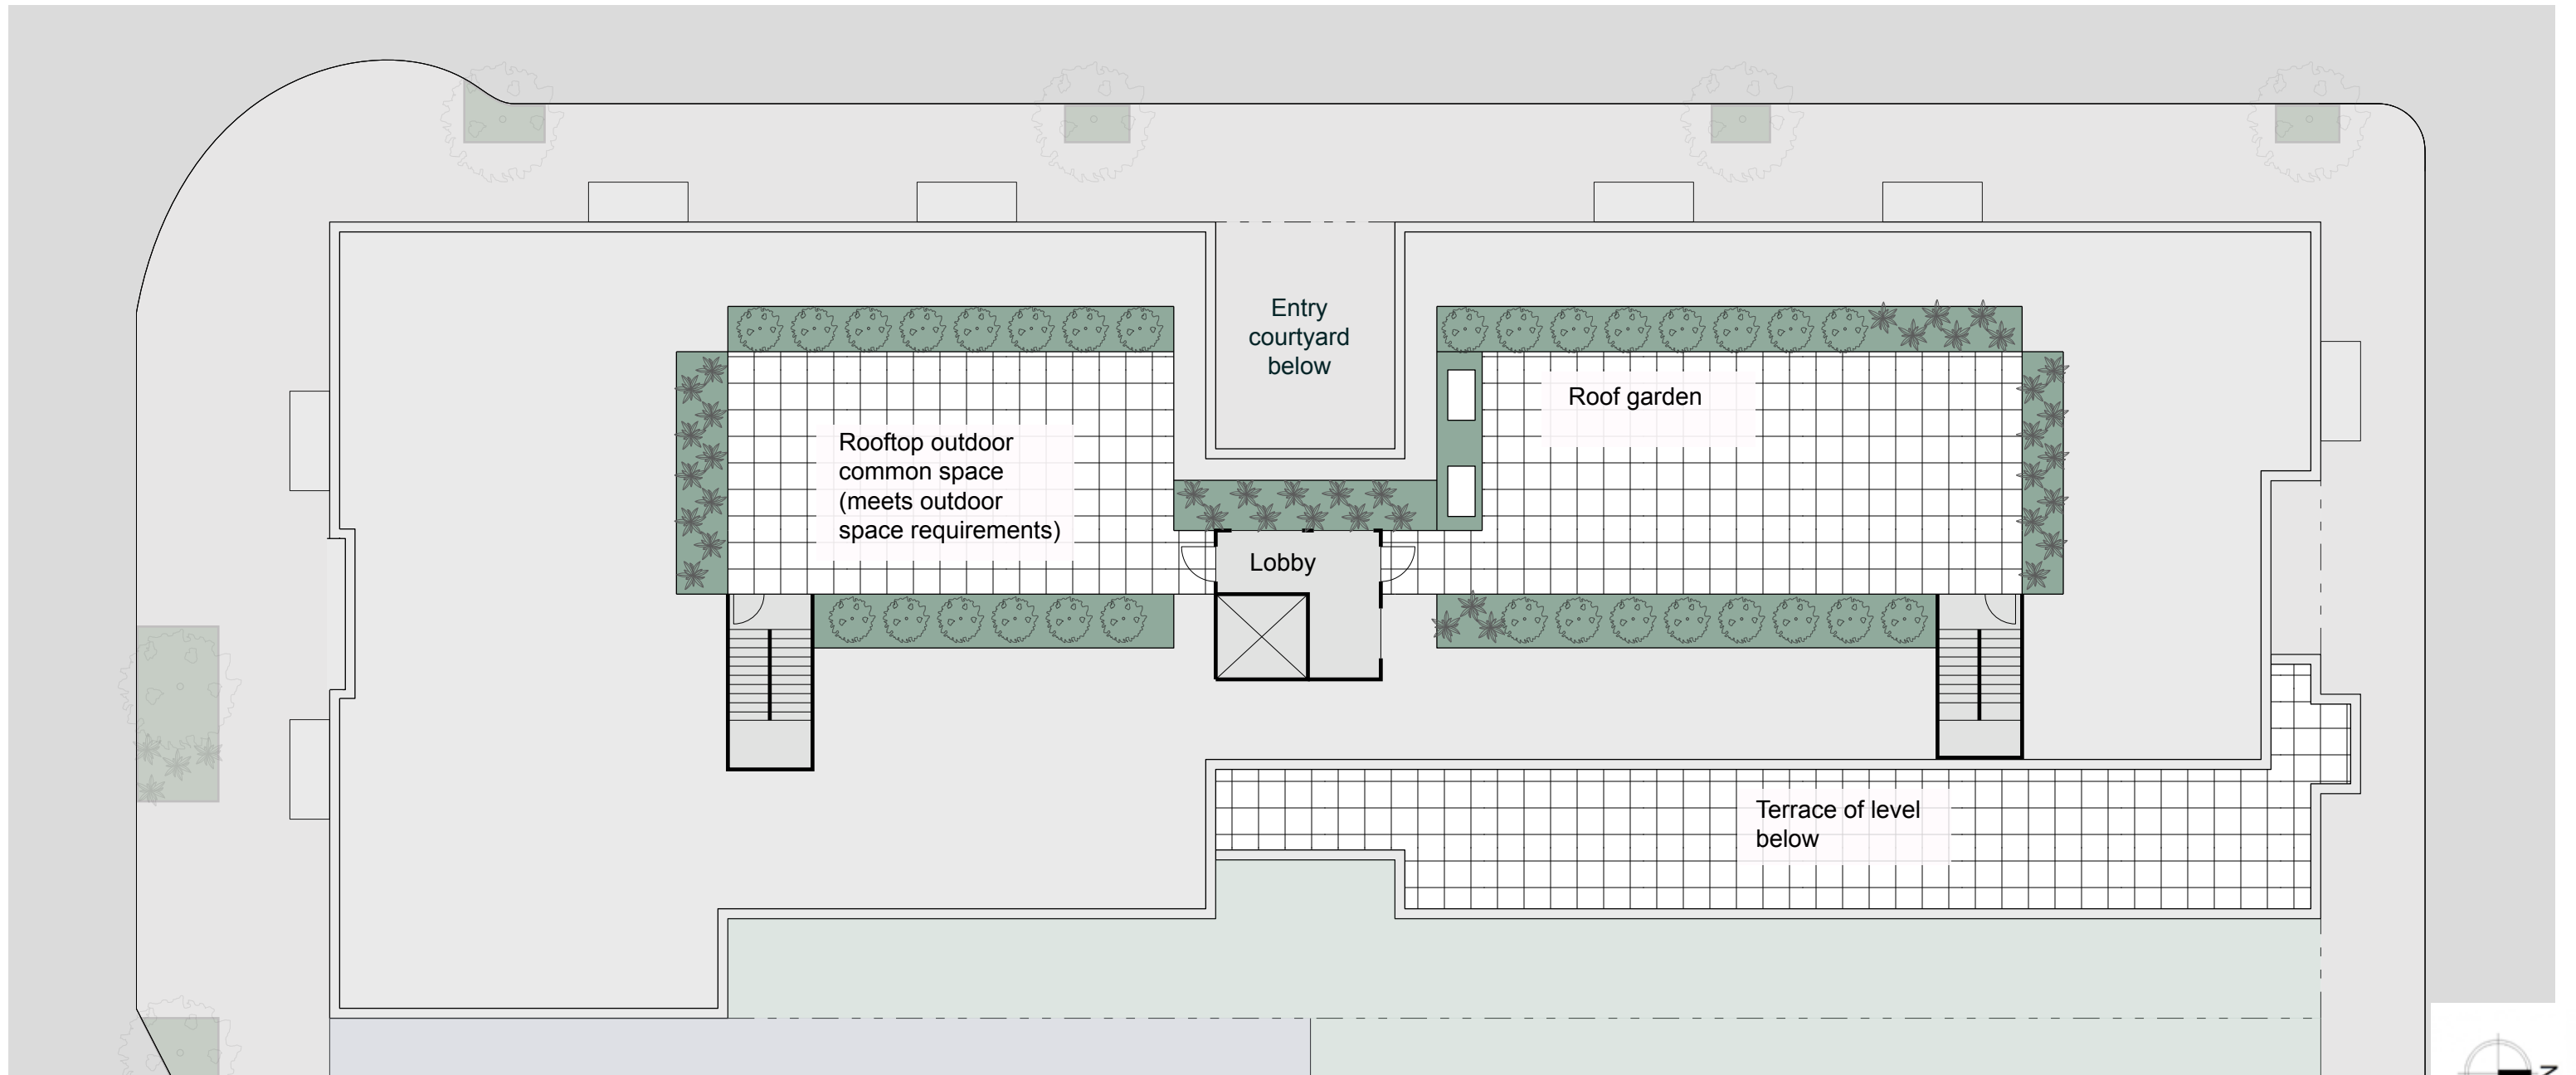 Entry
courtyard
below
Roof garden
Rooftop outdoor
common space
(meets outdoor
space requirements)
Lobby
Terrace of level
below